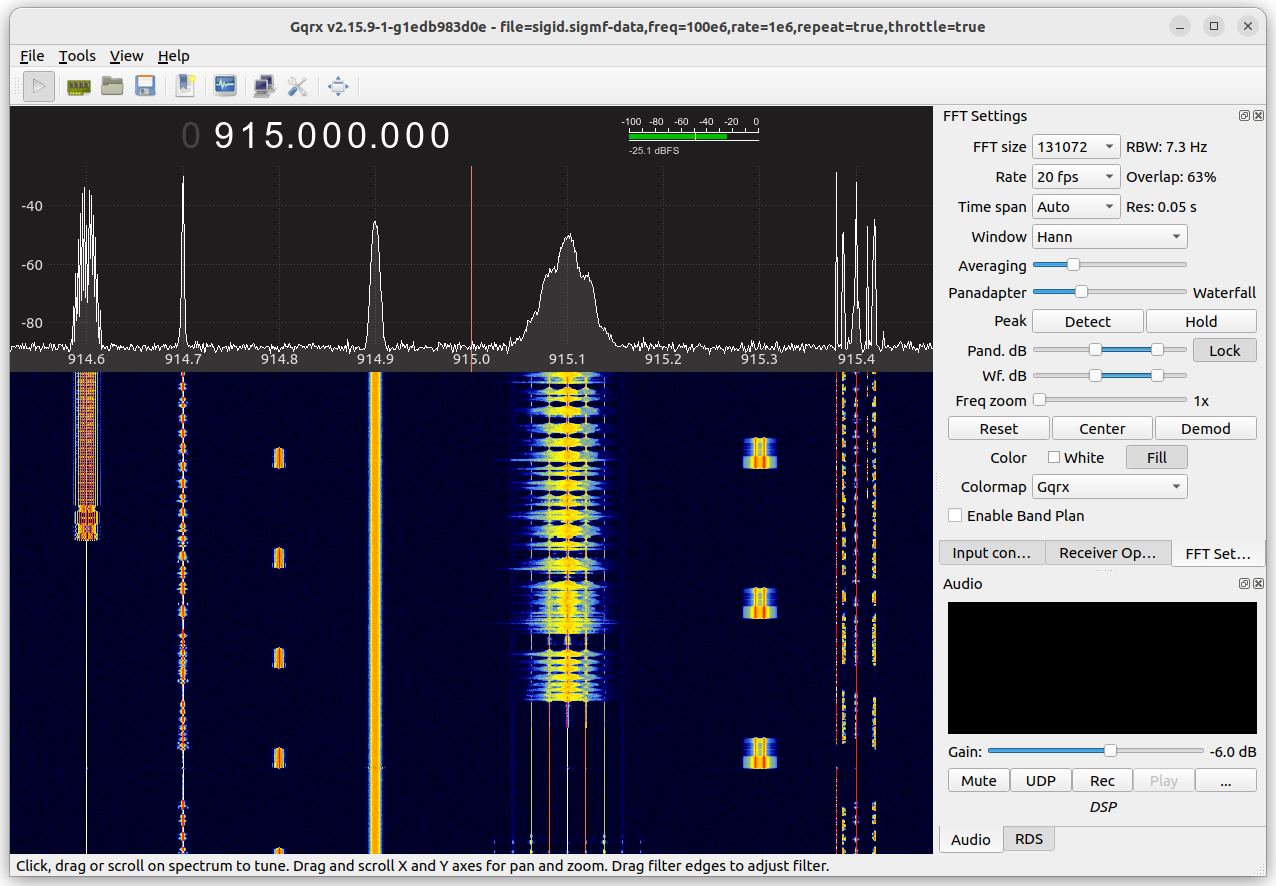 Gqrx v2.15.9-1-g1edb983d0e - file=sigid.sigmf-data,freq=100e6,rate=1e6,repeat=true,throttle=true
File Tools View Help
0 915.000.000
-100 -80 -60 -40 -20 0
-25.1 dBFS
-40
-60
-80
914.6 914.7 914.8 914.9 915.0 915.1 915.2 915.3 915.4
FFT Settings
FFT size 131072 RBW: 7.3 Hz
Rate 20 fps Overlap: 63%
Time span Auto Res: 0.05 s
Window Hann
Averaging
Panadapter Waterfall
Peak Detect Hold
Pand. dB Lock
Wf. dB
Freq zoom 1x
Reset Center Demod
Color White Fill
Colormap Gqrx
Enable Band Plan
Input con... Receiver Op... FFT Set...
Audio
Gain: -6.0 dB
Mute UDP Rec Play ...
DSP
Audio RDS
Click, drag or scroll on spectrum to tune. Drag and scroll X and Y axes for pan and zoom. Drag filter edges to adjust filter.